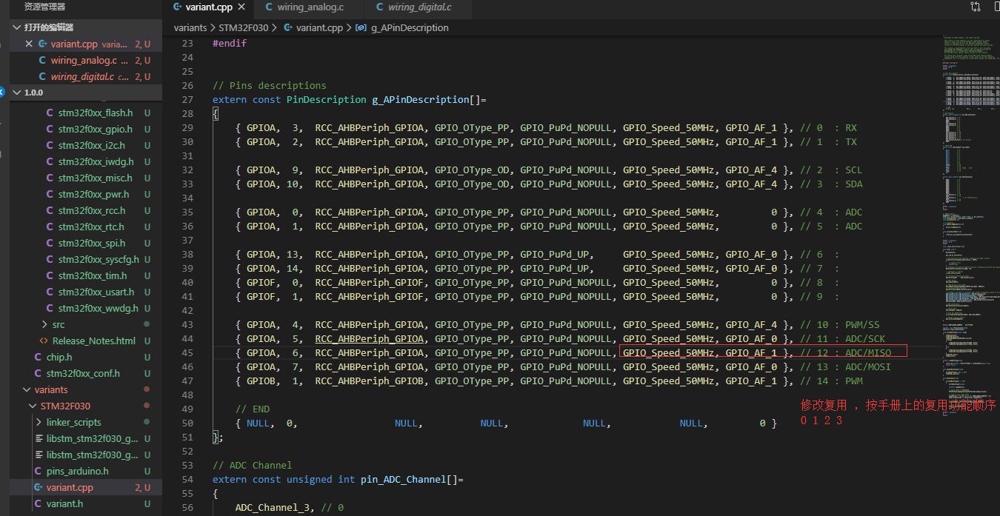 资源管理器
variant.cpp ×
wiring_analog.c
wiring_digital.c
打开的编辑器
× variant.cpp varia... 2, U
wiring_analog.c ... 2, U
wiring_digital.c c... 2, U
1.0.0
stm32f0xx_flash.h U
stm32f0xx_gpio.h U
stm32f0xx_i2c.h U
stm32f0xx_iwdg.h U
stm32f0xx_misc.h U
stm32f0xx_pwr.h U
stm32f0xx_rcc.h U
stm32f0xx_rtc.h U
stm32f0xx_spi.h U
stm32f0xx_syscfg.h U
stm32f0xx_tim.h U
stm32f0xx_usart.h U
stm32f0xx_wwdg.h U
src
Release_Notes.html U
chip.h U
stm32f0xx_conf.h U
variants
STM32F030
linker_scripts
libstm_stm32f030_g... U
libstm_stm32f030_g... U
pins_arduino.h U
variant.cpp 2, U
variant.h U
variants > STM32F030 > variant.cpp > g_APinDescription
23 #endif
24
25
26 // Pins descriptions
27 extern const PinDescription g_APinDescription[]=
28 {
29 { GPIOA, 3, RCC_AHBPeriph_GPIOA, GPIO_OType_PP, GPIO_PuPd_NOPULL, GPIO_Speed_50MHz, GPIO_AF_1 }, // 0 : RX
30 { GPIOA, 2, RCC_AHBPeriph_GPIOA, GPIO_OType_PP, GPIO_PuPd_NOPULL, GPIO_Speed_50MHz, GPIO_AF_1 }, // 1 : TX
31
32 { GPIOA, 9, RCC_AHBPeriph_GPIOA, GPIO_OType_OD, GPIO_PuPd_NOPULL, GPIO_Speed_50MHz, GPIO_AF_4 }, // 2 : SCL
33 { GPIOA, 10, RCC_AHBPeriph_GPIOA, GPIO_OType_OD, GPIO_PuPd_NOPULL, GPIO_Speed_50MHz, GPIO_AF_4 }, // 3 : SDA
34
35 { GPIOA, 0, RCC_AHBPeriph_GPIOA, GPIO_OType_PP, GPIO_PuPd_NOPULL, GPIO_Speed_50MHz, 0 }, // 4 : ADC
36 { GPIOA, 1, RCC_AHBPeriph_GPIOA, GPIO_OType_PP, GPIO_PuPd_NOPULL, GPIO_Speed_50MHz, 0 }, // 5 : ADC
37
38 { GPIOA, 13, RCC_AHBPeriph_GPIOA, GPIO_OType_PP, GPIO_PuPd_UP, GPIO_Speed_50MHz, GPIO_AF_0 }, // 6 :
39 { GPIOA, 14, RCC_AHBPeriph_GPIOA, GPIO_OType_PP, GPIO_PuPd_UP, GPIO_Speed_50MHz, GPIO_AF_0 }, // 7 :
40 { GPIOF, 0, RCC_AHBPeriph_GPIOF, GPIO_OType_PP, GPIO_PuPd_NOPULL, GPIO_Speed_50MHz, 0 }, // 8 :
41 { GPIOF, 1, RCC_AHBPeriph_GPIOF, GPIO_OType_PP, GPIO_PuPd_NOPULL, GPIO_Speed_50MHz, 0 }, // 9 :
42
43 { GPIOA, 4, RCC_AHBPeriph_GPIOA, GPIO_OType_PP, GPIO_PuPd_NOPULL, GPIO_Speed_50MHz, GPIO_AF_4 }, // 10 : PWM/SS
44 { GPIOA, 5, RCC_AHBPeriph_GPIOA, GPIO_OType_PP, GPIO_PuPd_NOPULL, GPIO_Speed_50MHz, GPIO_AF_0 }, // 11 : ADC/SCK
45 { GPIOA, 6, RCC_AHBPeriph_GPIOA, GPIO_OType_PP, GPIO_PuPd_NOPULL, GPIO_Speed_50MHz, GPIO_AF_1 }, // 12 : ADC/MISO
46 { GPIOA, 7, RCC_AHBPeriph_GPIOA, GPIO_OType_PP, GPIO_PuPd_NOPULL, GPIO_Speed_50MHz, GPIO_AF_0 }, // 13 : ADC/MOSI
47 { GPIOB, 1, RCC_AHBPeriph_GPIOB, GPIO_OType_PP, GPIO_PuPd_NOPULL, GPIO_Speed_50MHz, GPIO_AF_1 }, // 14 : PWM
48
49 // END
50 { NULL, 0, NULL, NULL, NULL, NULL, 0 }
51 };
52
53 // ADC Channel
54 extern const unsigned int pin_ADC_Channel[]=
55 {
56 ADC_Channel_3, // 0
修改复用 ，按手册上的复用功能顺序
0 1 2 3